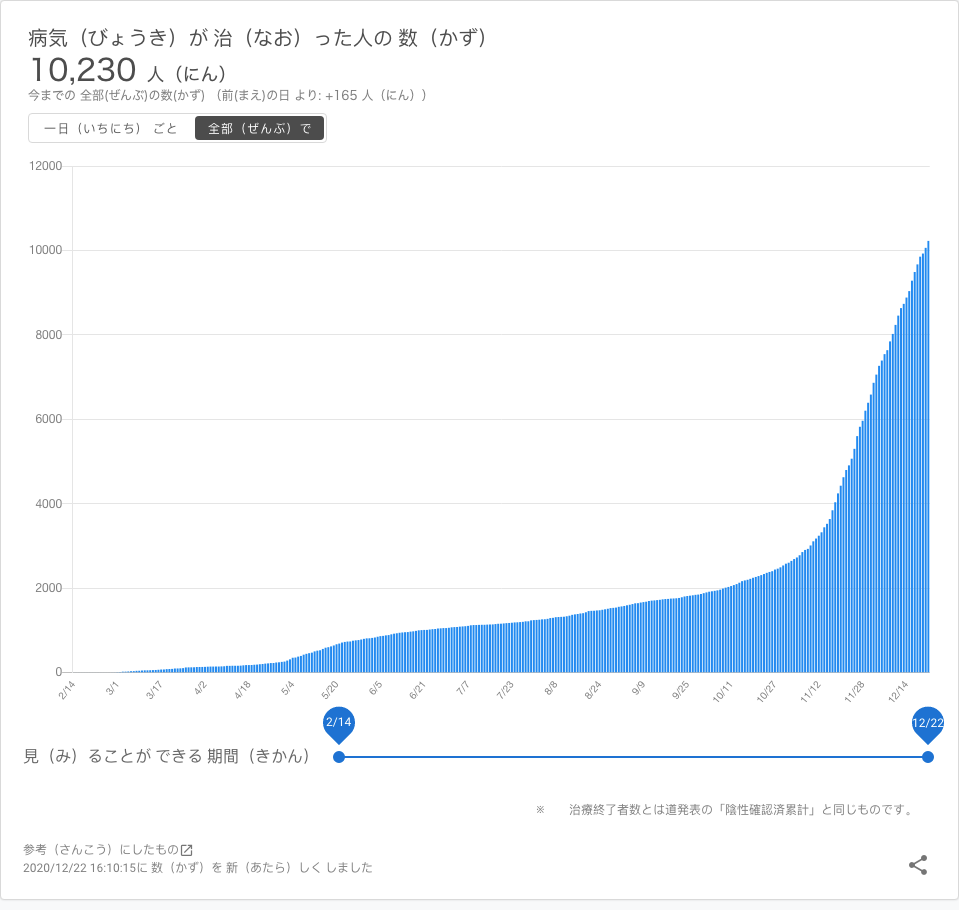 病気（びょうき）が 治（なお）った人の 数（かず）
10,230 人（にん）
今までの 全部(ぜんぶ)の数(かず) （前(まえ)の日 より: +165 人（にん））
一日（いちにち） ごと 全部（ぜんぶ）で
12000
10000
8000
6000
4000
2000
0
2/14 3/1 3/17 4/2 4/18 5/4 5/20 6/5 6/21 7/7 7/23 8/8 8/24 9/9 9/25 10/11 10/27 11/12 11/28 12/14
2/14 12/22
見（み）ることが できる 期間（きかん）
※ 治療終了者数とは道発表の「陰性確認済累計」と同じものです。
参考（さんこう）にしたもの
2020/12/22 16:10:15に 数（かず）を 新（あたら）しく しました